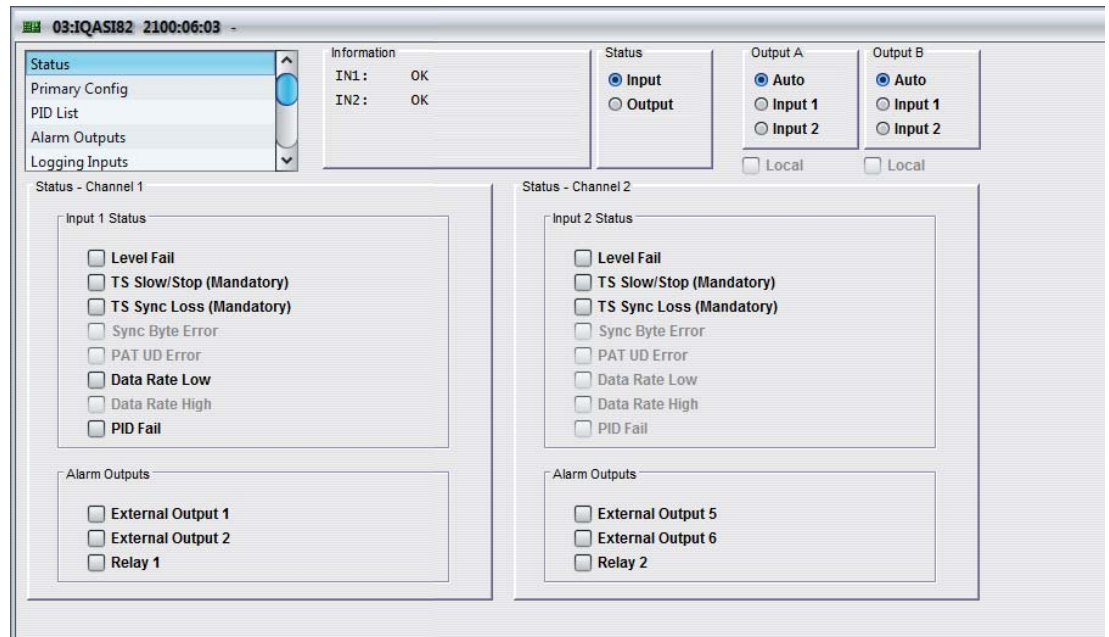 03:IQASI82 2100:06:03 -
Status
Primary Config
PID List
Alarm Outputs
Logging Inputs
Information
IN1: OK
IN2: OK
Status
Input
Output
Output A
Auto
Input 1
Input 2
Local
Output B
Auto
Input 1
Input 2
Local
Status - Channel 1
Input 1 Status
Level Fail
TS Slow/Stop (Mandatory)
TS Sync Loss (Mandatory)
Sync Byte Error
PAT UD Error
Data Rate Low
Data Rate High
PID Fail
Alarm Outputs
External Output 1
External Output 2
Relay 1
Status - Channel 2
Input 2 Status
Level Fail
TS Slow/Stop (Mandatory)
TS Sync Loss (Mandatory)
Sync Byte Error
PAT UD Error
Data Rate Low
Data Rate High
PID Fail
Alarm Outputs
External Output 5
External Output 6
Relay 2